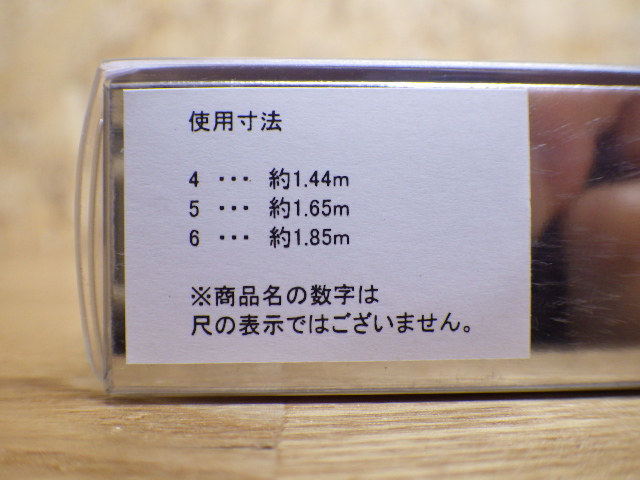 使用寸法
4 ・・・ 約1.44m
5 ・・・ 約1.65m
6 ・・・ 約1.85m
※商品名の数字は
尺の表示ではございません。